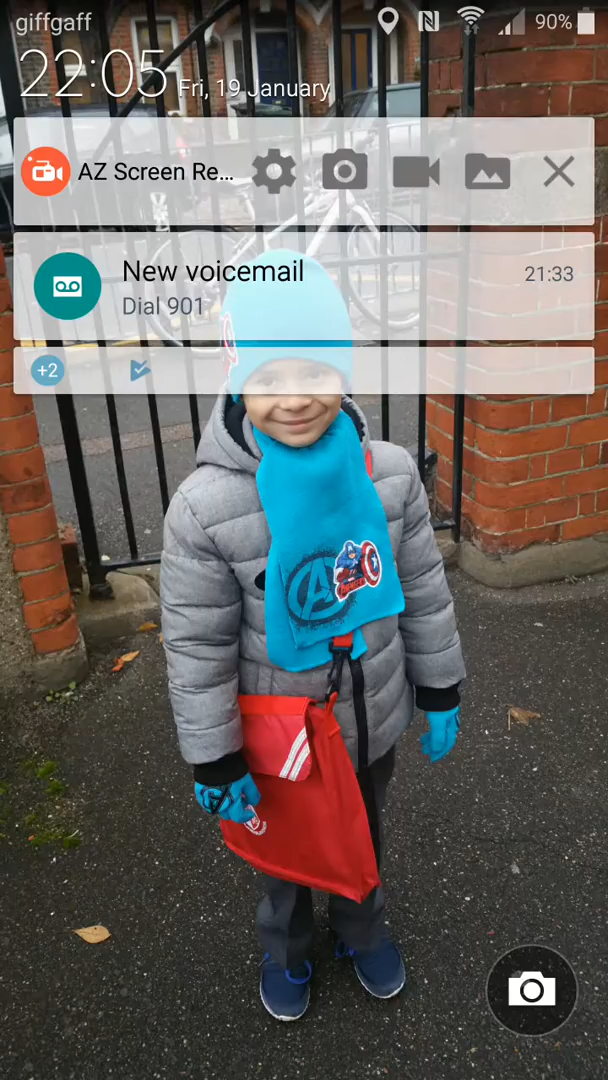 giffgaff
90%
22:05 Fri, 19 January
AZ Screen Re...
New voicemail
21:33
Dial 901
+2